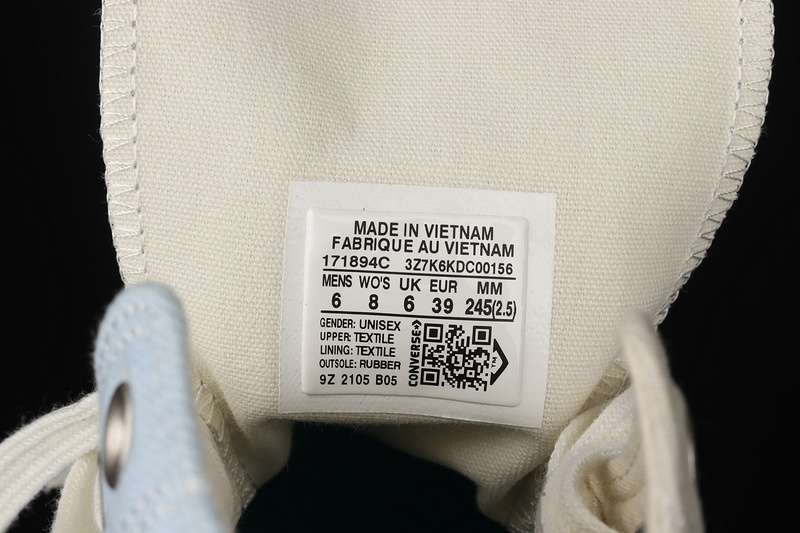 MADE IN VIETNAM
FABRIQUE AU VIETNAM
171894C 3Z7K6KDC00156
MENS WO'S UK EUR MM
6 8 6 39 245(2.5)
GENDER: UNISEX
UPPER: TEXTILE
LINING: TEXTILE
OUTSOLE: RUBBER
9Z 2105 B05
CONVERSE
TM